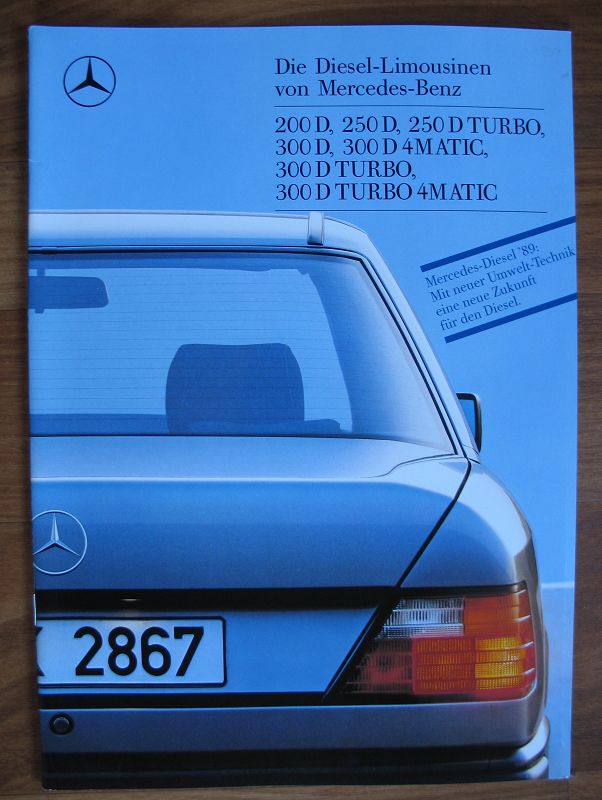 Die Diesel-Limousinen
von Mercedes-Benz
200 D, 250 D, 250 D TURBO,
300 D, 300 D 4MATIC,
300 D TURBO,
300 D TURBO 4MATIC
Mercedes-Diesel '89:
Mit neuer Umwelt-Technik
eine neue Zukunft
für den Diesel.
2867